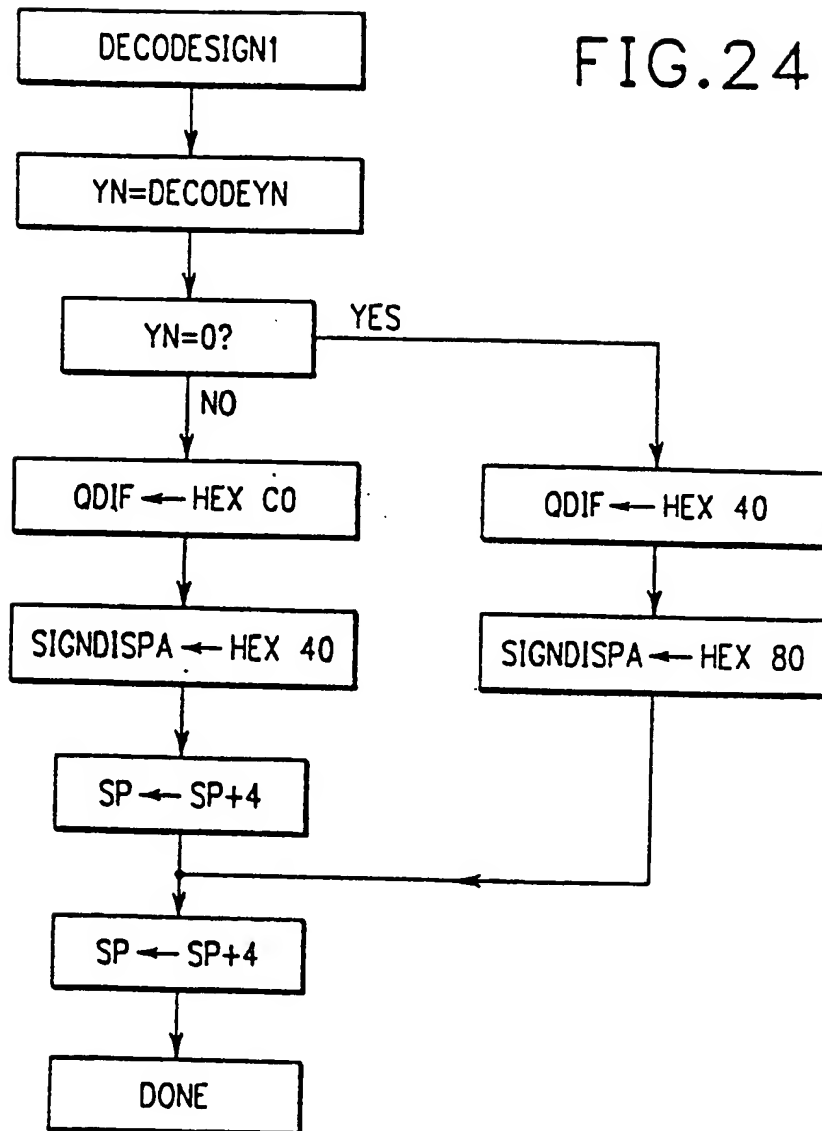 DECODESIGN1
FIG.24
YN=DECODEYN
YN=0?
YES
NO
QDIF ← HEX C0
QDIF ← HEX 40
SIGNDISPA ← HEX 40
SIGNDISPA ← HEX 80
SP ← SP+4
SP ← SP+4
DONE